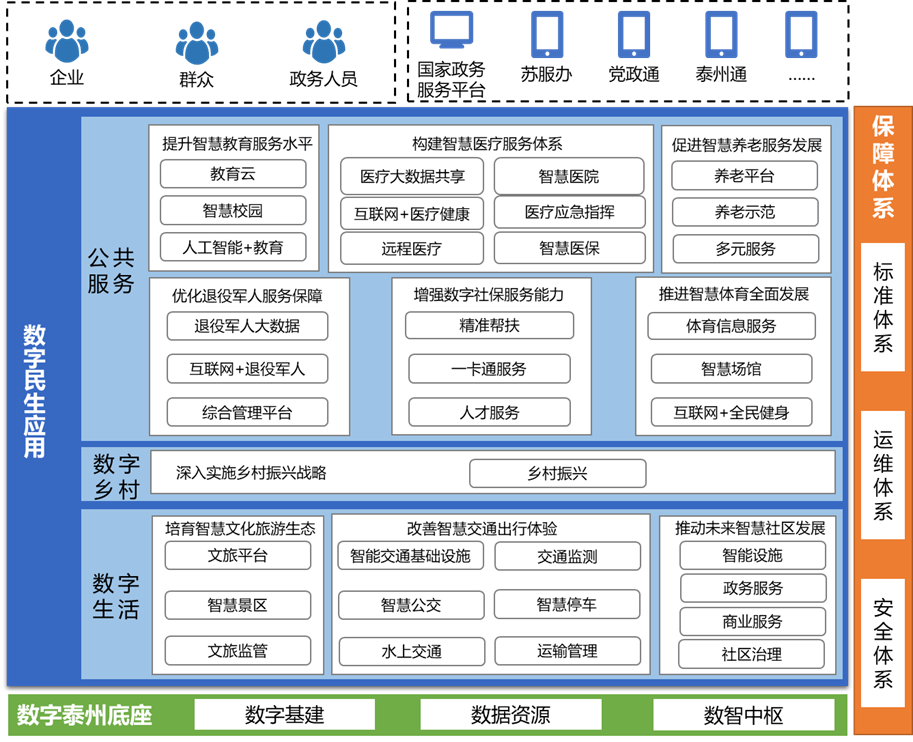 企业
群众
政务人员
国家政务
服务平台
苏服办
党政通
泰州通
......
数字民生应用
公共
服务
提升智慧教育服务水平
教育云
智慧校园
人工智能+教育
构建智慧医疗服务体系
医疗大数据共享
智慧医院
互联网+医疗健康
医疗应急指挥
远程医疗
智慧医保
促进智慧养老服务发展
养老平台
养老示范
多元服务
优化退役军人服务保障
退役军人大数据
互联网+退役军人
综合管理平台
增强数字社保服务能力
精准帮扶
一卡通服务
人才服务
推进智慧体育全面发展
体育信息服务
智慧场馆
互联网+全民健身
数字
乡村
深入实施乡村振兴战略
乡村振兴
数字
生活
培育智慧文化旅游生态
文旅平台
智慧景区
文旅监管
改善智慧交通出行体验
智能交通基础设施
交通监测
智慧公交
智慧停车
水上交通
运输管理
推动未来智慧社区发展
智能设施
政务服务
商业服务
社区治理
保障体系
标准体系
运维体系
安全体系
数字泰州底座
数字基建
数据资源
数智中枢